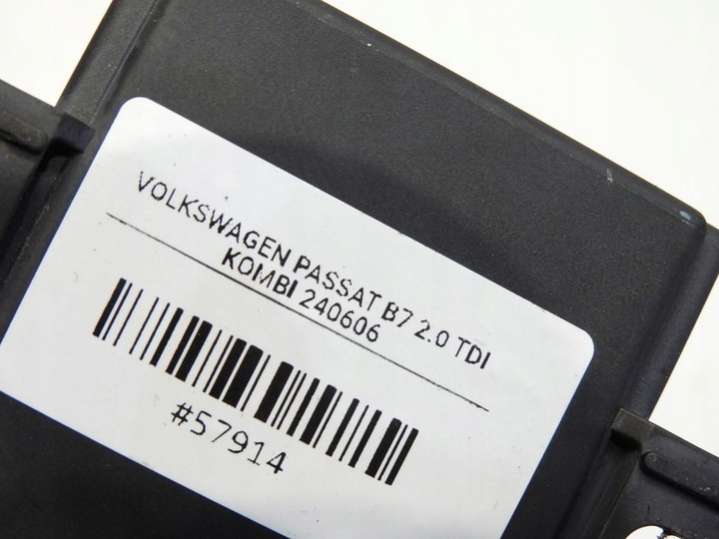 VOLKSWAGEN PASSAT B7 2.0 TDI
KOMBI 240606
#57914